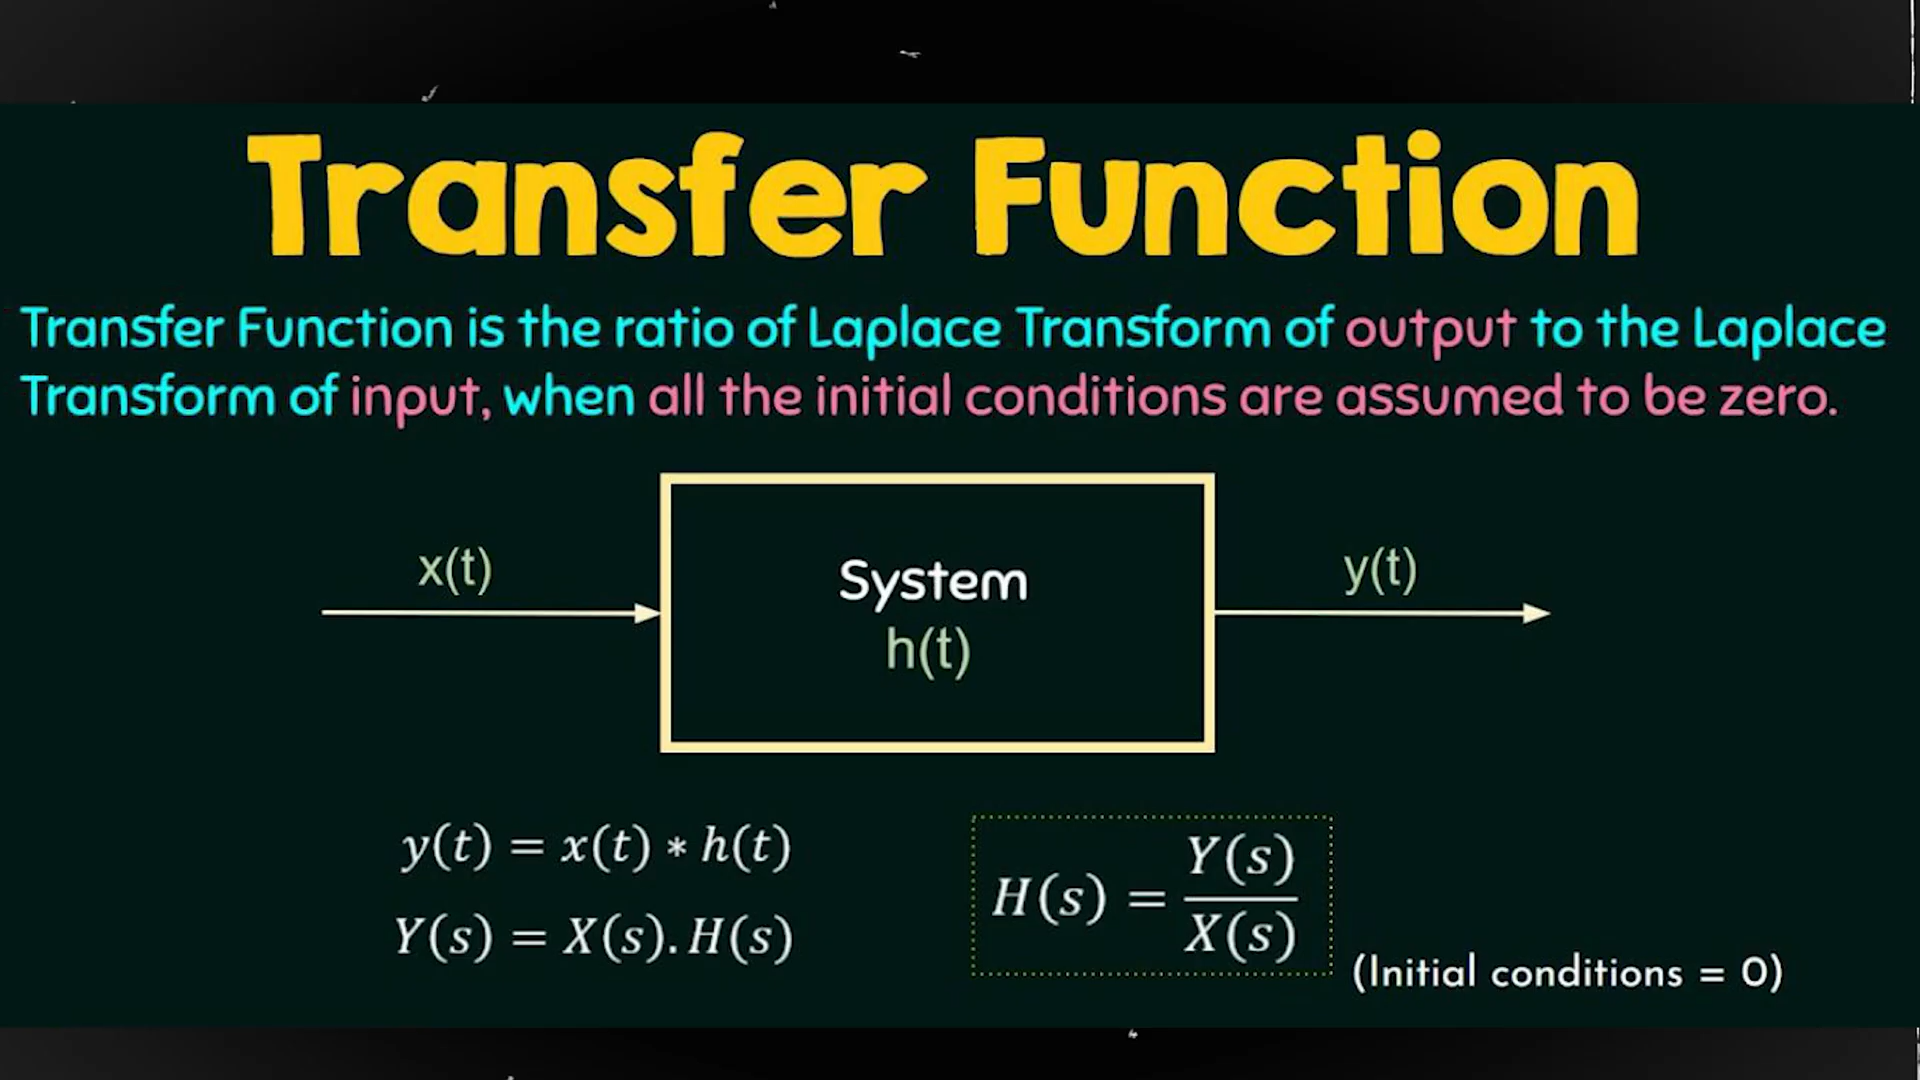 Transfer Function
Transfer Function is the ratio of Laplace Transform of output to the Laplace
Transform of input, when all the initial conditions are assumed to be zero.
x(t)
System
h(t)
y(t)
y(t) = x(t) * h(t)
Y(s) = X(s). H(s)
H(s) = Y(s)
X(s)
(Initial conditions = 0)